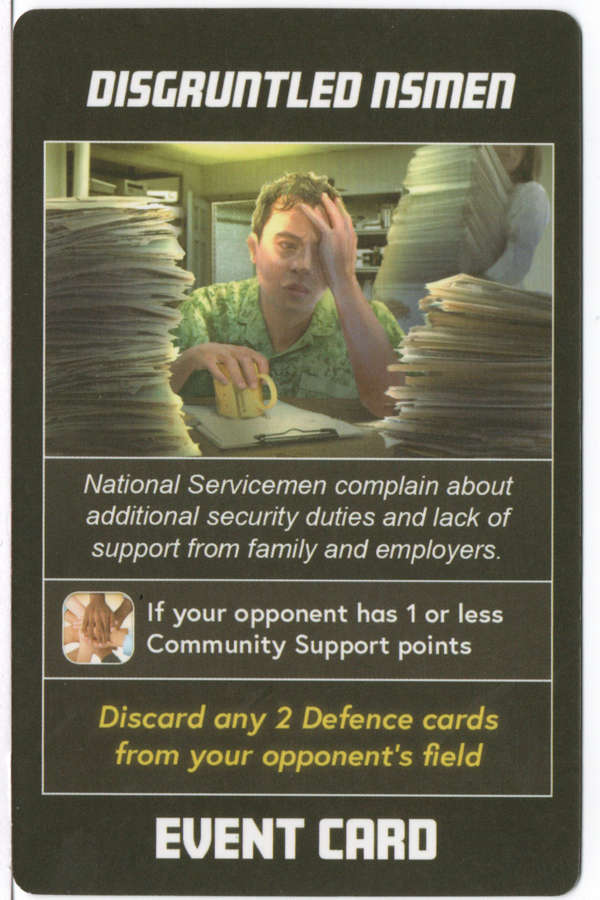 DISGRUNTLED NSMEN
National Servicemen complain about
additional security duties and lack of
support from family and employers.
If your opponent has 1 or less
Community Support points
Discard any 2 Defence cards
from your opponent's field
EVENT CARD